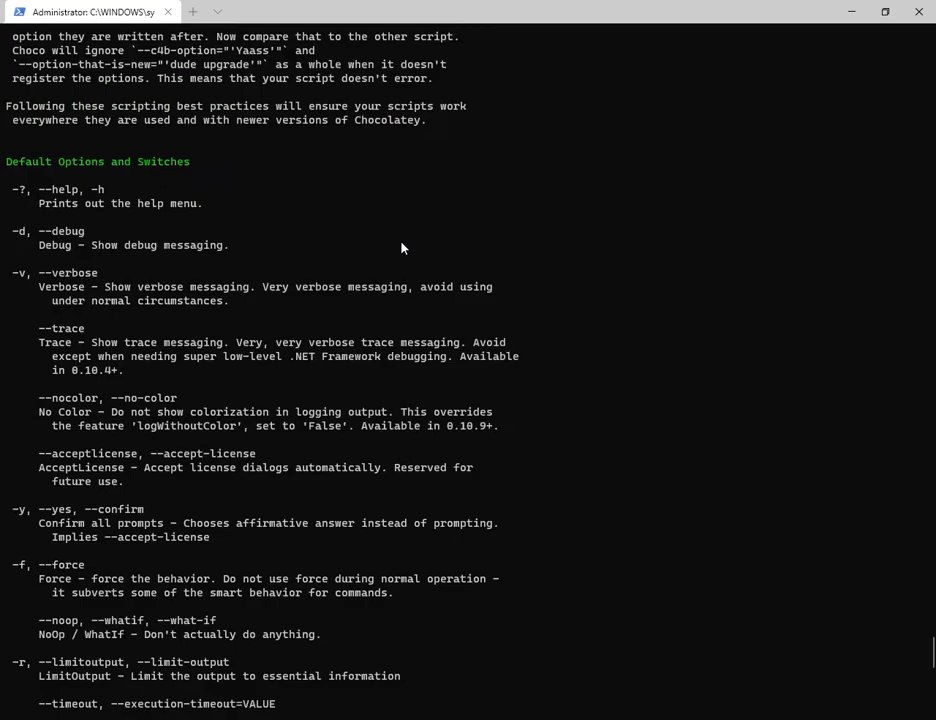 Administrator: C:\WINDOWS\sy
option they are written after. Now compare that to the other script.
Choco will ignore `--c4b-option="'Yaass'"` and
`--option-that-is-new="'dude upgrade'"` as a whole when it doesn't
register the options. This means that your script doesn't error.
Following these scripting best practices will ensure your scripts work
everywhere they are used and with newer versions of Chocolatey.
Default Options and Switches
-?, --help, -h
Prints out the help menu.
-d, --debug
Debug - Show debug messaging.
-v, --verbose
Verbose - Show verbose messaging. Very verbose messaging, avoid using
under normal circumstances.
--trace
Trace - Show trace messaging. Very, very verbose trace messaging. Avoid
except when needing super low-level .NET Framework debugging. Available
in 0.10.4+.
--nocolor, --no-color
No Color - Do not show colorization in logging output. This overrides
the feature 'logWithoutColor', set to 'False'. Available in 0.10.9+.
--acceptlicense, --accept-license
AcceptLicense - Accept license dialogs automatically. Reserved for
future use.
-y, --yes, --confirm
Confirm all prompts - Chooses affirmative answer instead of prompting.
Implies --accept-license
-f, --force
Force - force the behavior. Do not use force during normal operation -
it subverts some of the smart behavior for commands.
--noop, --whatif, --what-if
NoOp / WhatIf - Don't actually do anything.
-r, --limitoutput, --limit-output
LimitOutput - Limit the output to essential information
--timeout, --execution-timeout=VALUE